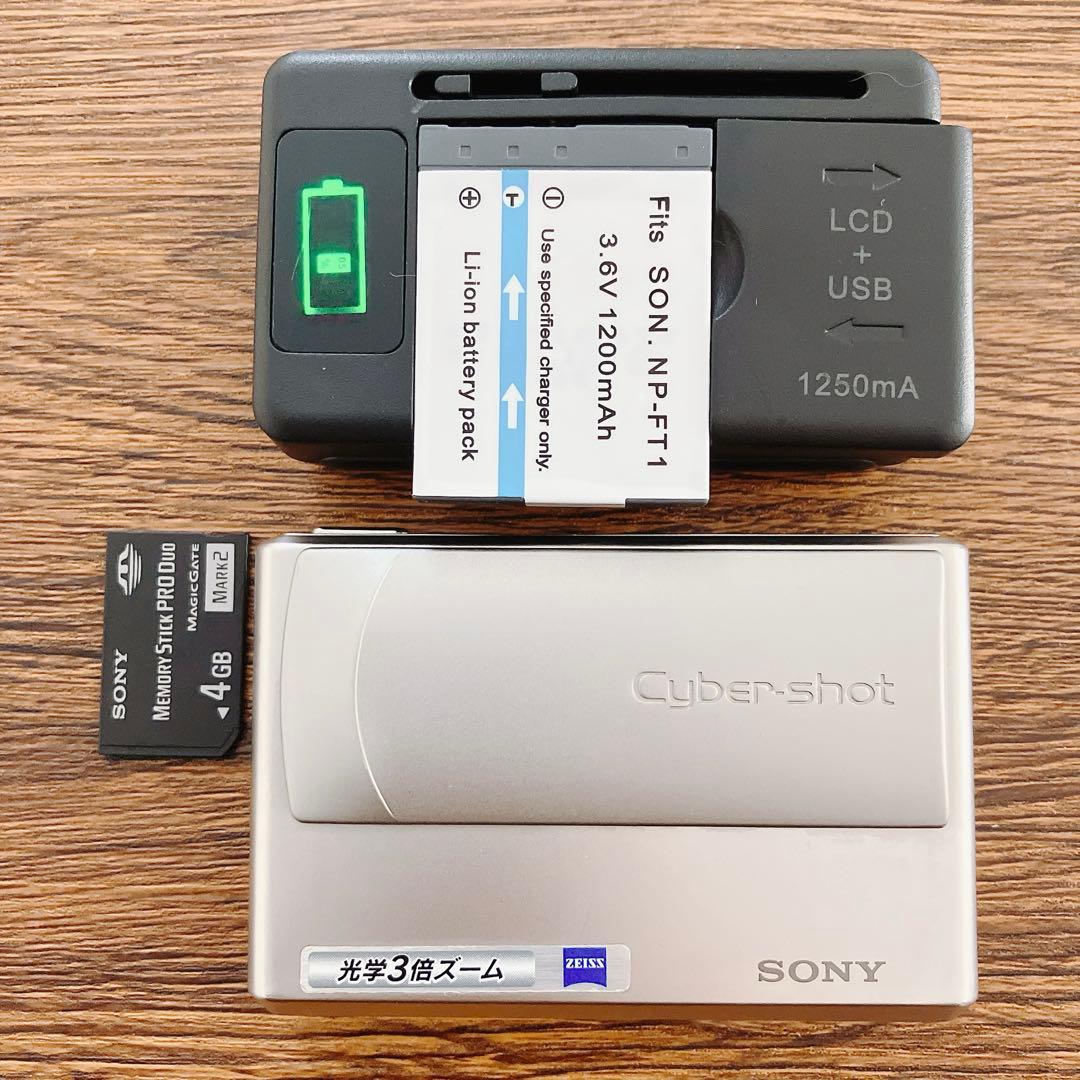 LCD
+
USB
1250mA
Fits SON. NP-FT1
3.6V 1200mAh
Use specified charger only.
T
Li-ion battery pack
SONY
MEMORY STICK PRO DUO
MAGICGATE
MARK2
4GB
Cyber-shot
光学3倍ズーム
ZEISS
SONY